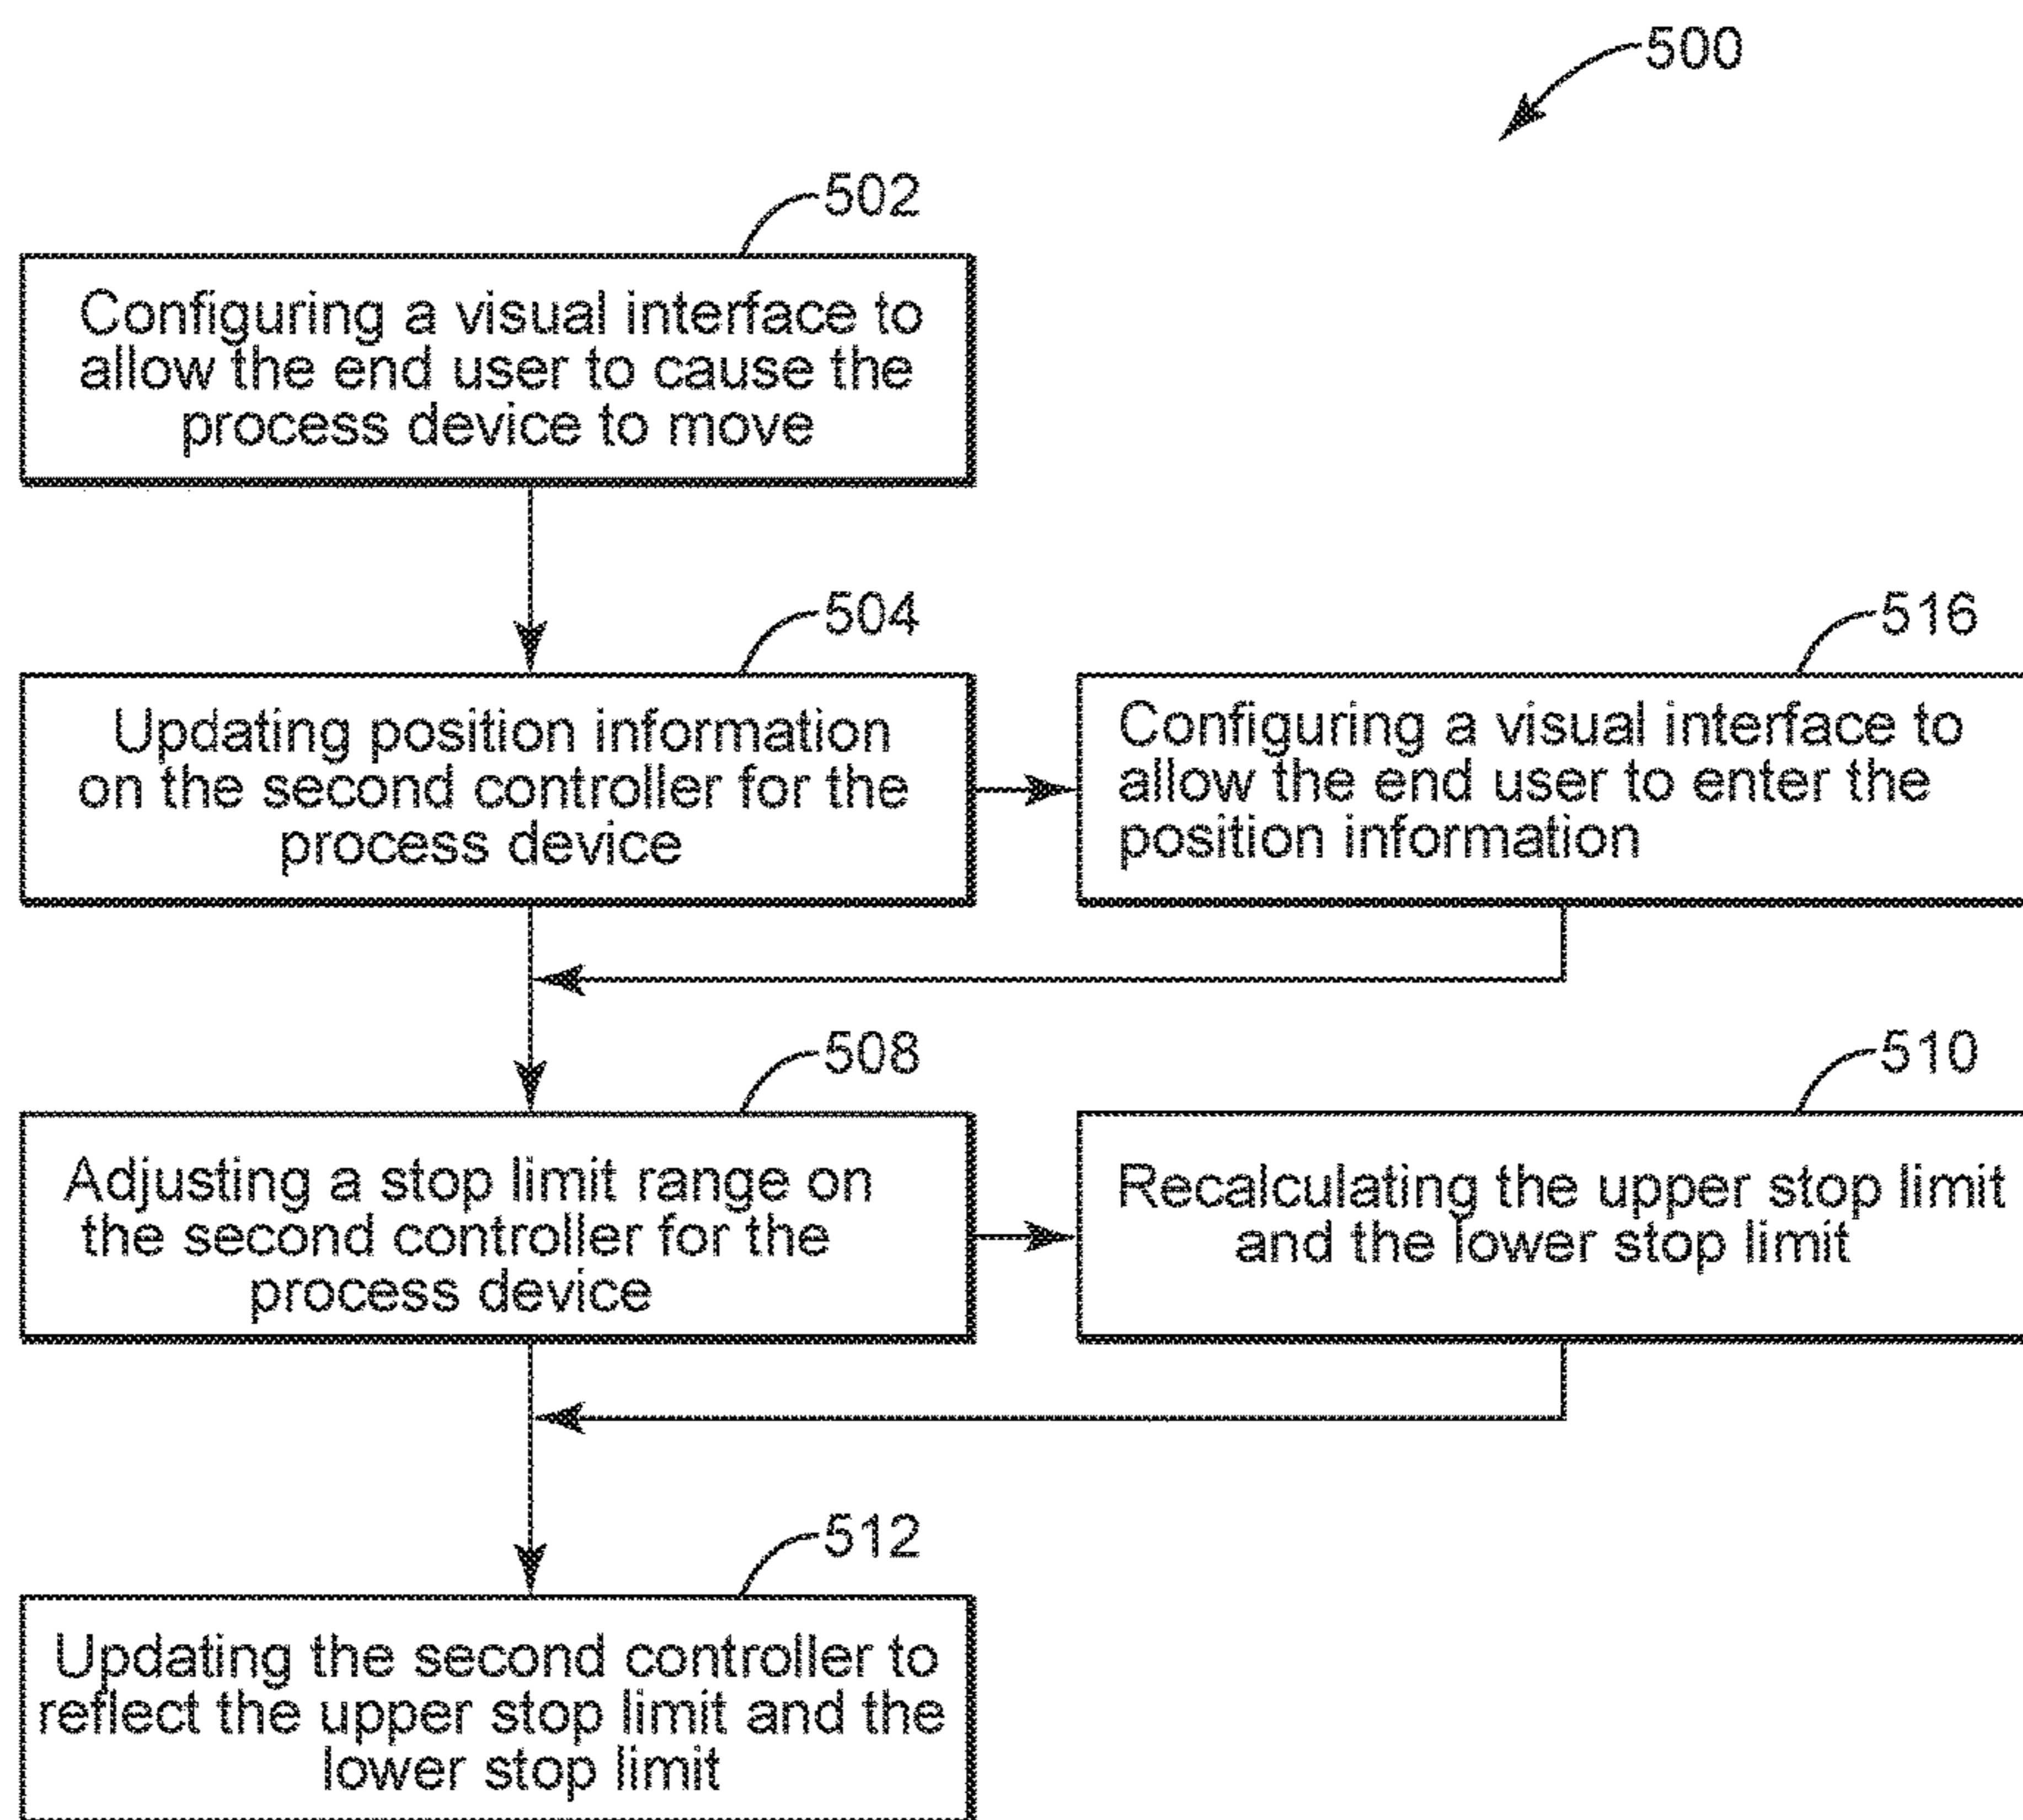 500
502
Configuring a visual interface to
allow the end user to cause the
process device to move
504
Updating position information
on the second controller for the
process device
516
Configuring a visual interface to
allow the end user to enter the
position information
508
Adjusting a stop limit range on
the second controller for the
process device
510
Recalculating the upper stop limit
and the lower stop limit
512
Updating the second controller to
reflect the upper stop limit and the
lower stop limit